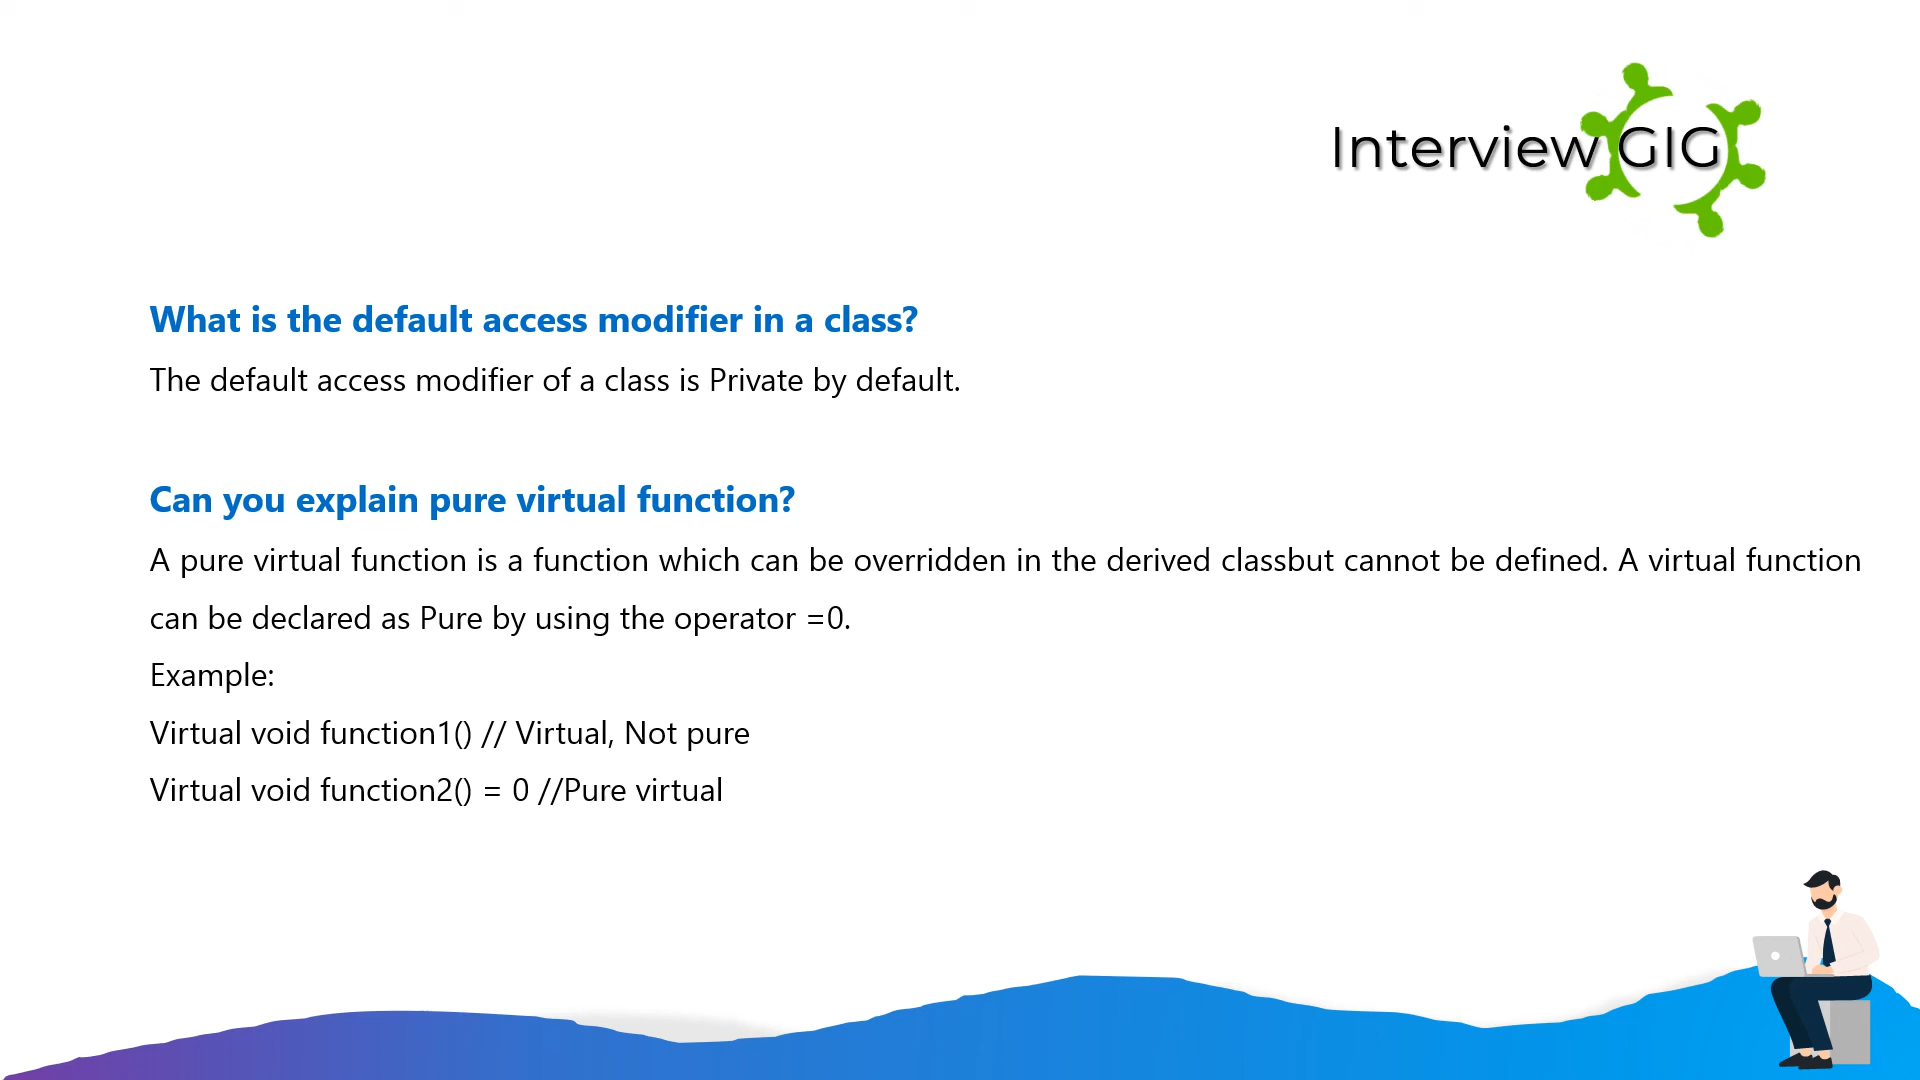 Interview GIG
What is the default access modifier in a class?
The default access modifier of a class is Private by default.
Can you explain pure virtual function?
A pure virtual function is a function which can be overridden in the derived classbut cannot be defined. A virtual function
can be declared as Pure by using the operator =0.
Example:
Virtual void function1() // Virtual, Not pure
Virtual void function2() = 0 //Pure virtual